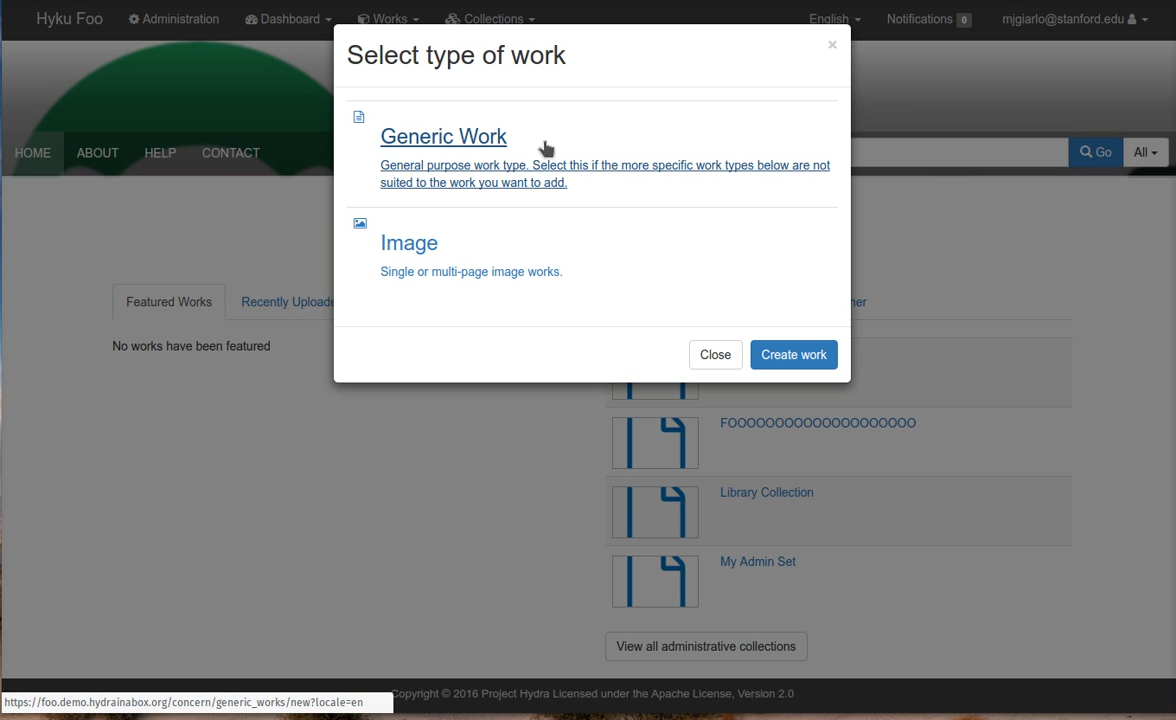 Hyku Foo Administration Dashboard Works Collections English Notifications 0 mjgiarlo@stanford.edu
Select type of work
×
Generic Work
General purpose work type. Select this if the more specific work types below are not
suited to the work you want to add.
HOME ABOUT HELP CONTACT Go All
Image
Single or multi-page image works.
Featured Works Recently Uploade
her
No works have been featured
Close Create work
FOOOOOOOOOOOOOOOOOOOO
Library Collection
My Admin Set
View all administrative collections
Copyright © 2016 Project Hydra Licensed under the Apache License, Version 2.0
https://foo.demo.hydrainabox.org/concern/generic_works/new?locale=en